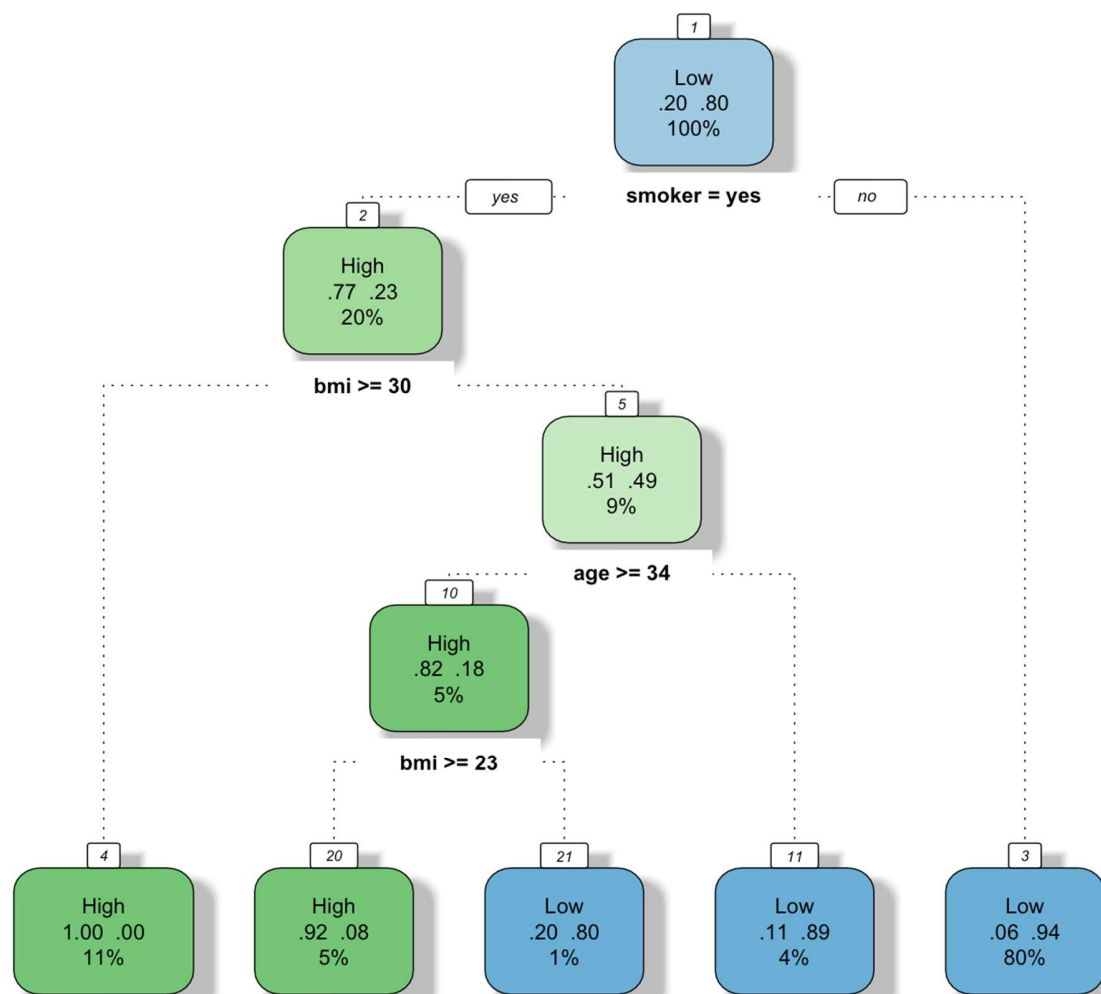 1
Low
.20 .80
100%
yes smoker = yes no
2
High
.77 .23
20%
bmi >= 30
5
High
.51 .49
9%
age >= 34
10
High
.82 .18
5%
bmi >= 23
4
High
1.00 .00
11%
20
High
.92 .08
5%
21
Low
.20 .80
1%
11
Low
.11 .89
4%
3
Low
.06 .94
80%